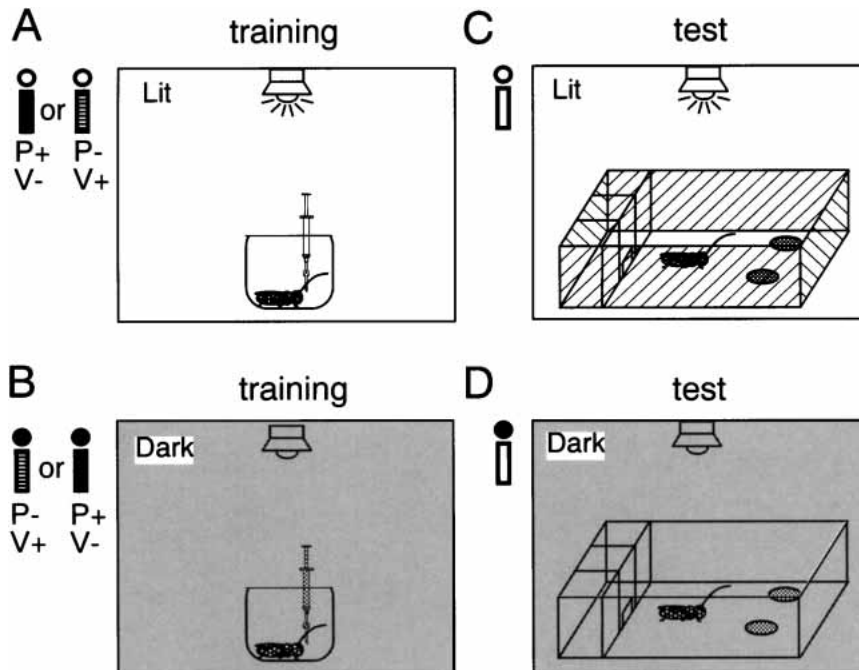 A training
Lit
or
P+ P-
V- V+
C test
Lit
B training
Dark
or
P- P+
V+ V-
D test
Dark